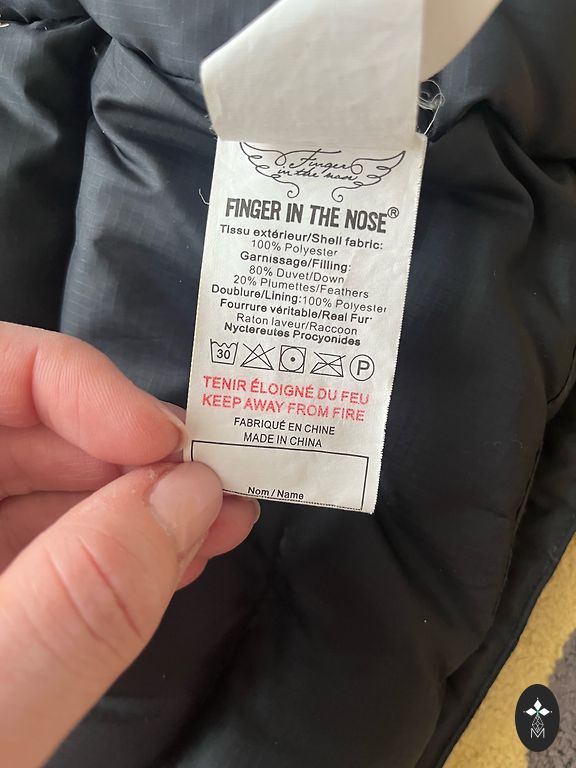 Finger
in the nose
FINGER IN THE NOSE®
Tissu extérieur/Shell fabric:
100% Polyester
Garnissage/Filling:
80% Duvet/Down
20% Plumettes/Feathers
Doublure/Lining:100% Polyester
Fourrure véritable/Real Fur:
Raton laveur/Raccoon
Nyctereutes Procyonides
30
P
TENIR ÉLOIGNÉ DU FEU
KEEP AWAY FROM FIRE
FABRIQUÉ EN CHINE
MADE IN CHINA
Nom / Name
M